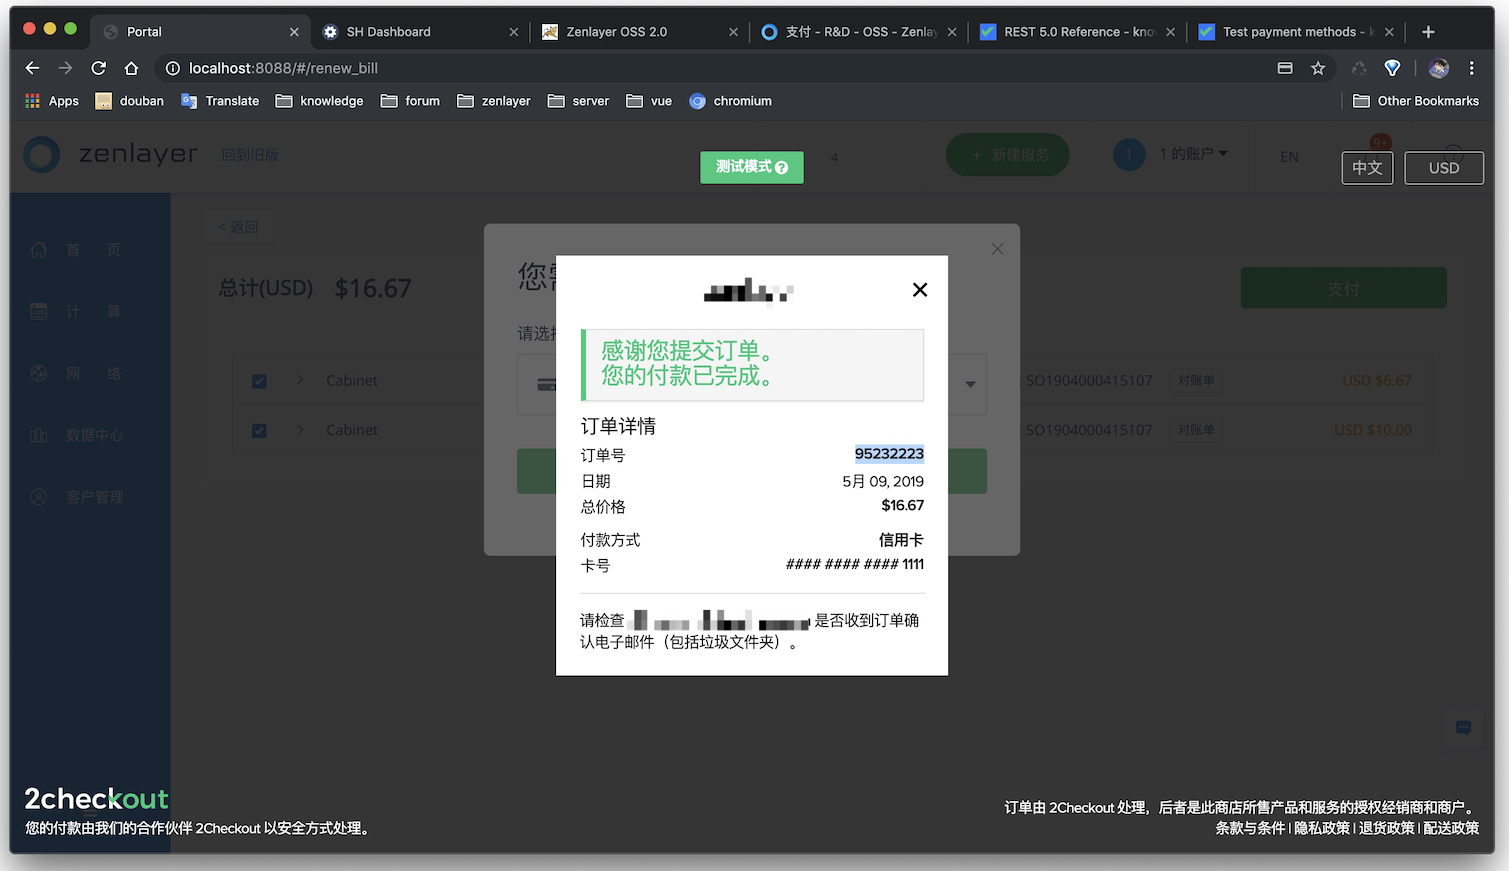 Portal
SH Dashboard
Zenlayer OSS 2.0
支付 - R&D - OSS - Zenlay
REST 5.0 Reference - kno
Test payment methods - k
localhost:8088/#/renew_bill
Apps
douban
Translate
knowledge
forum
zenlayer
server
vue
chromium
Other Bookmarks
zenlayer
回到旧版
测试模式
4
+ 新建服务
1
1 的账户
EN
9+
中文
USD
< 返回
首 页
计 算
网 络
数据中心
客户管理
总计(USD) $16.67
支付
您
请选
Cabinet
: SO1904000415107
对账单
USD $6.67
Cabinet
: SO1904000415107
对账单
USD $10.00
感谢您提交订单。
您的付款已完成。
订单详情
订单号 95232223
日期 5月 09, 2019
总价格 $16.67
付款方式 信用卡
卡号 #### #### #### 1111
请检查 是否收到订单确
认电子邮件（包括垃圾文件夹）。
2checkout
您的付款由我们的合作伙伴 2Checkout 以安全方式处理。
订单由 2Checkout 处理，后者是此商店所售产品和服务的授权经销商和商户。
条款与条件 | 隐私政策 | 退货政策 | 配送政策